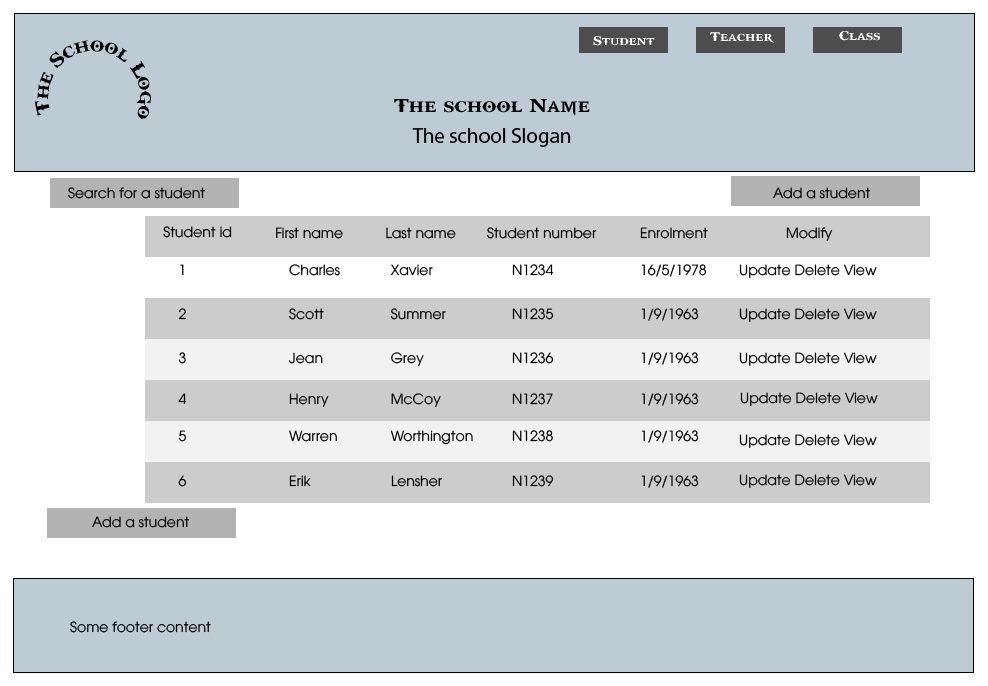 The School Logo
Student Teacher Class
The school Name
The school Slogan
Search for a student Add a student
Student id First name Last name Student number Enrolment Modify
1 Charles Xavier N1234 16/5/1978 Update Delete View
2 Scott Summer N1235 1/9/1963 Update Delete View
3 Jean Grey N1236 1/9/1963 Update Delete View
4 Henry McCoy N1237 1/9/1963 Update Delete View
5 Warren Worthington N1238 1/9/1963 Update Delete View
6 Erik Lensher N1239 1/9/1963 Update Delete View
Add a student
Some footer content